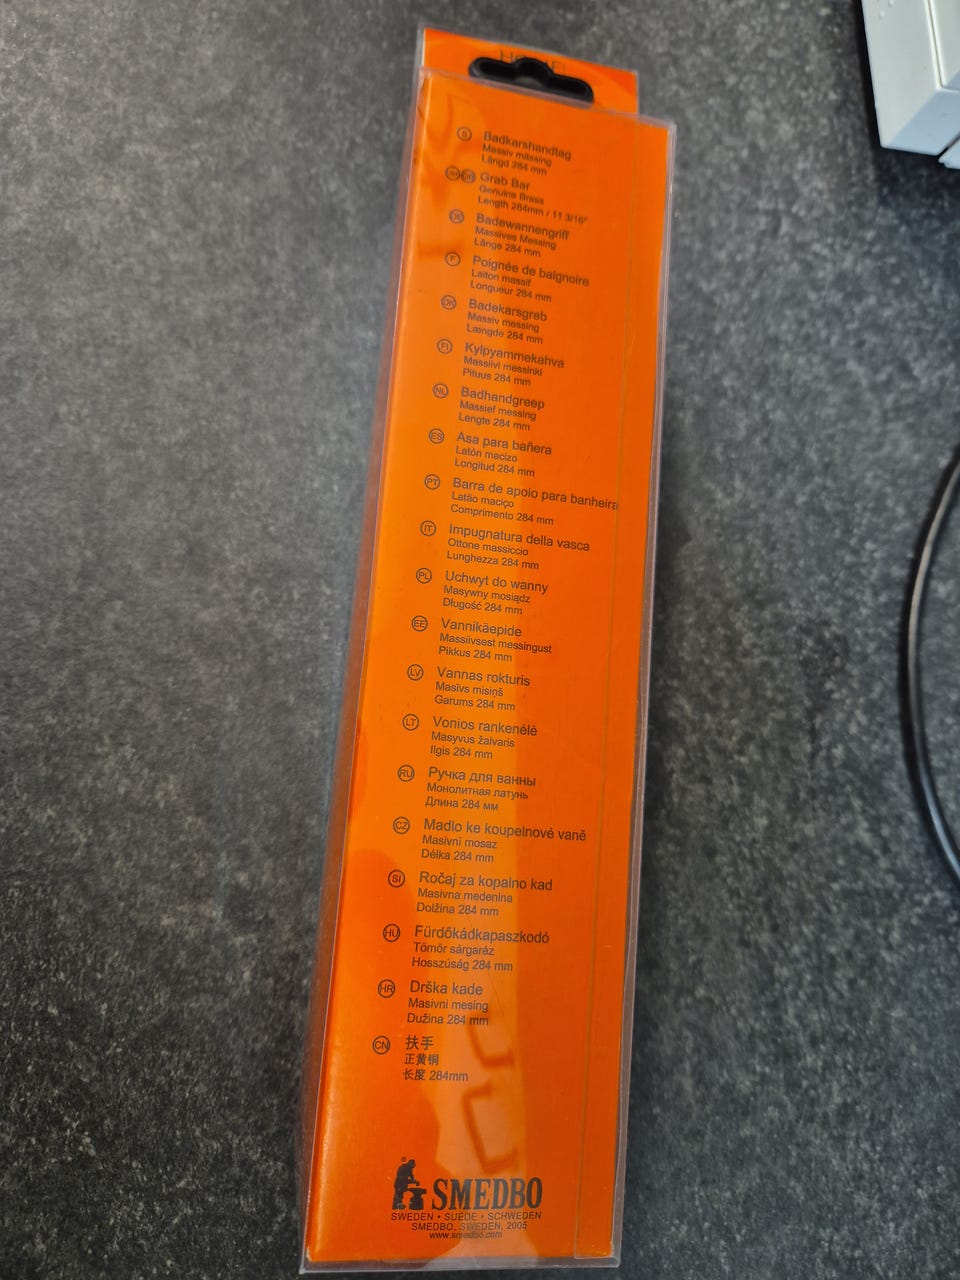 HOME
S
Badkarshandtag
Massiv mässing
Längd 284 mm
Grab Bar
Genuine Brass
Length 284mm / 11 3/16"
DE
Badewannengriff
Massives Messing
Länge 284 mm
F
Poignée de baignoire
Laiton massif
Longueur 284 mm
DK
Badekarsgreb
Massiv messing
Længde 284 mm
FI
Kylpyammekahva
Massiivi messinki
Pituus 284 mm
NL
Badhandgreep
Massief messing
Lengte 284 mm
ES
Asa para bañera
Latón macizo
Longitud 284 mm
PT
Barra de apoio para banheira
Latão maciço
Comprimento 284 mm
IT
Impugnatura della vasca
Ottone massiccio
Lunghezza 284 mm
PL
Uchwyt do wanny
Masywny mosiądz
Długość 284 mm
EE
Vannikäepide
Massiivsest messingust
Pikkus 284 mm
LV
Vannas rokturis
Masīvs misiņš
Garums 284 mm
LT
Vonios rankenėlė
Masyvus žalvaris
Ilgis 284 mm
RU
Ручка для ванны
Монолитная латунь
Длина 284 мм
CZ
Madlo ke koupelnové vaně
Masivní mosaz
Délka 284 mm
SI
Ročaj za kopalno kad
Masivna medenina
Dolžina 284 mm
HU
Fürdőkádkapaszkodó
Tömör sárgaréz
Hosszúság 284 mm
HR
Drška kade
Masivni mesing
Dužina 284 mm
CN
扶手
正黄铜
长度 284mm
® SMEDBO
SWEDEN • SUÈDE • SCHWEDEN
SMEDBO, SWEDEN, 2005
www.smedbo.com